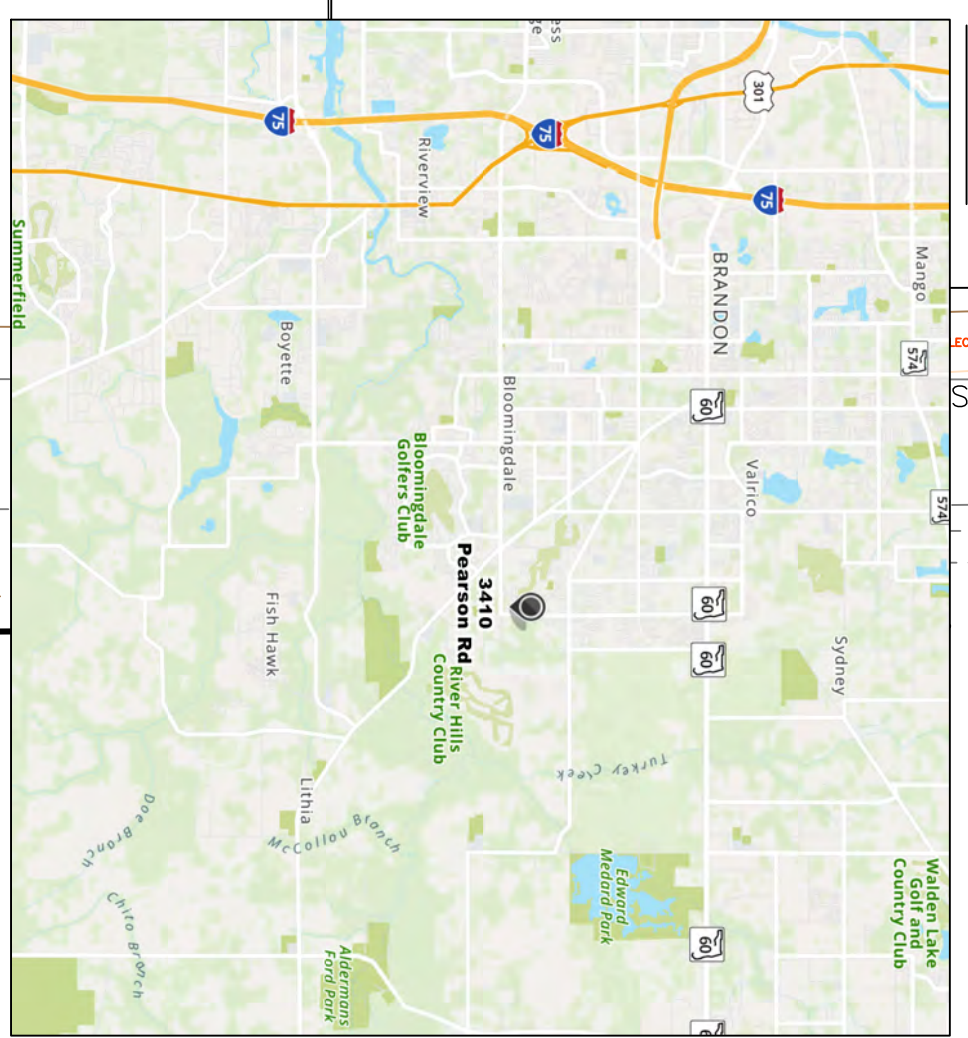 ess
ge
301
75
75
75
Riverview
Mango
BRANDON
Summerfield
Boyette
574
60
Bloomingdale
Bloomingdale
Golfers Club
Valrico
574
3410
Pearson Rd
60
60
Fish Hawk
Sydney
River Hills
Country Club
Turkey Creek
Lithia
Doe Branch
McCollou Branch
Edward
Medard Park
Walden Lake
Golf and
Country Club
Chito Branch
60
Aldermans
Ford Park
S